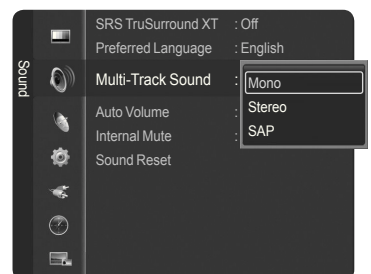 Sound
SRS TruSurround XT : Off
Preferred Language : English
Multi-Track Sound :
Mono
Stereo
SAP
Auto Volume :
Internal Mute :
Sound Reset